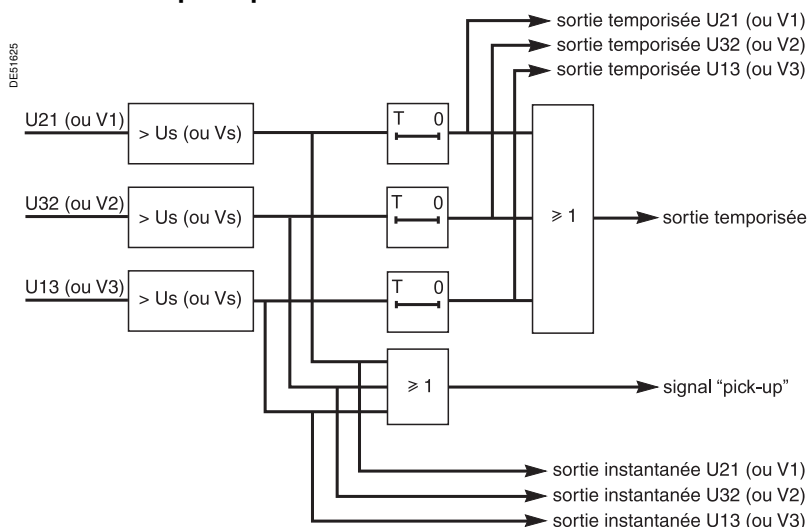 sortie temporisée U21 (ou V1)
sortie temporisée U32 (ou V2)
sortie temporisée U13 (ou V3)
DE51625
U21 (ou V1)
> Us (ou Vs)
T 0
U32 (ou V2)
> Us (ou Vs)
T 0
⩾ 1
sortie temporisée
U13 (ou V3)
> Us (ou Vs)
T 0
⩾ 1
signal “pick-up”
sortie instantanée U21 (ou V1)
sortie instantanée U32 (ou V2)
sortie instantanée U13 (ou V3)